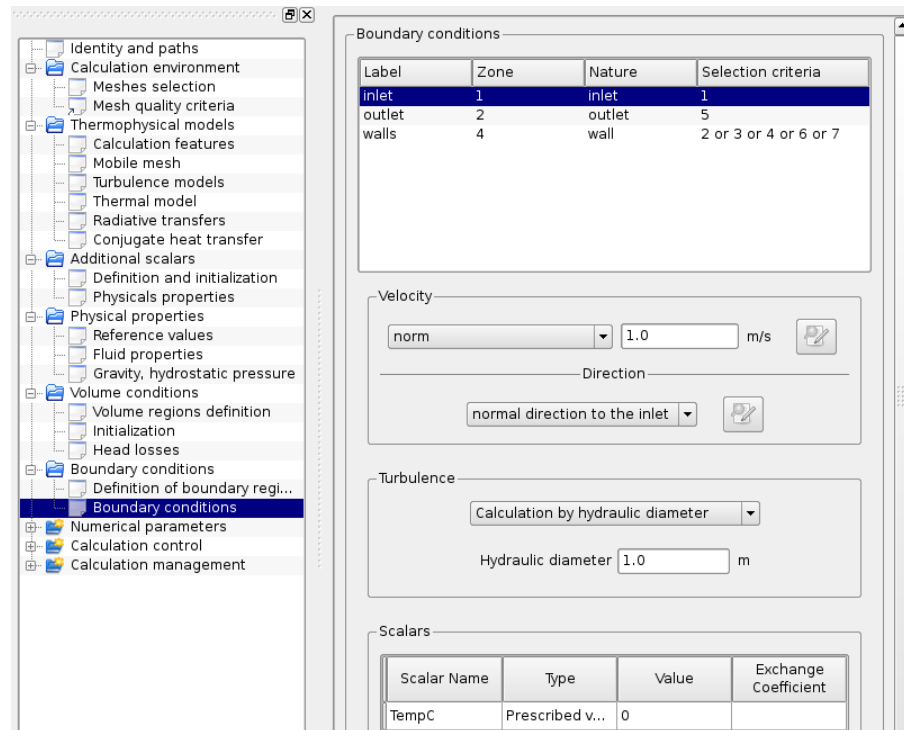 Identity and paths
Calculation environment
Meshes selection
Mesh quality criteria
Thermophysical models
Calculation features
Mobile mesh
Turbulence models
Thermal model
Radiative transfers
Conjugate heat transfer
Additional scalars
Definition and initialization
Physicals properties
Physical properties
Reference values
Fluid properties
Gravity, hydrostatic pressure
Volume conditions
Volume regions definition
Initialization
Head losses
Boundary conditions
Definition of boundary regi...
Boundary conditions
Numerical parameters
Calculation control
Calculation management
Boundary conditions
Label Zone Nature Selection criteria
inlet 1 inlet 1
outlet 2 outlet 5
walls 4 wall 2 or 3 or 4 or 6 or 7
Velocity
norm 1.0 m/s
Direction
normal direction to the inlet
Turbulence
Calculation by hydraulic diameter
Hydraulic diameter 1.0 m
Scalars
Scalar Name Type Value Exchange Coefficient
TempC Prescribed v... 0